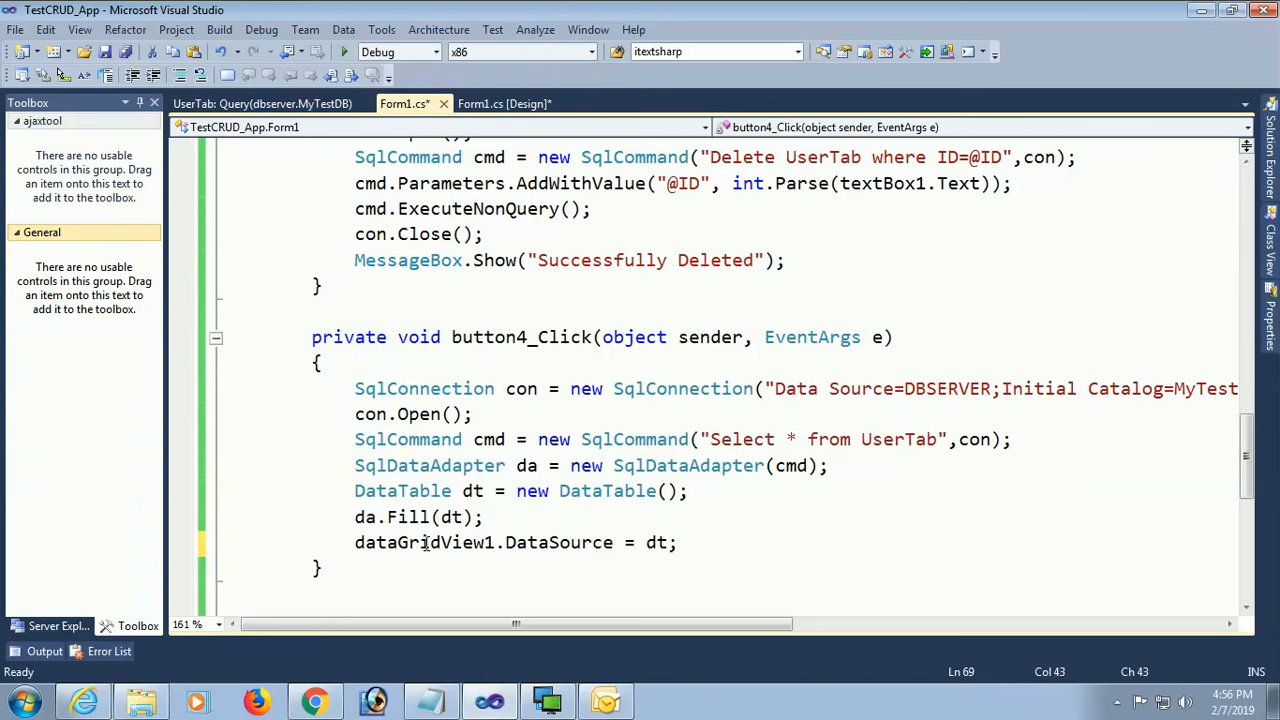 TestCRUD_App - Microsoft Visual Studio
File Edit View Refactor Project Build Debug Team Data Tools Architecture Test Analyze Window Help
Debug x86 itextsharp
Toolbox
UserTab: Query(dbserver.MyTestDB) Form1.cs* Form1.cs [Design]*
ajaxtool
TestCRUD_App.Form1 button4_Click(object sender, EventArgs e)
There are no usable
controls in this group. Drag
an item onto this text to
add it to the toolbox.
General
There are no usable
controls in this group. Drag
an item onto this text to
add it to the toolbox.
SqlCommand cmd = new SqlCommand("Delete UserTab where ID=@ID",con);
cmd.Parameters.AddWithValue("@ID", int.Parse(textBox1.Text));
cmd.ExecuteNonQuery();
con.Close();
MessageBox.Show("Successfully Deleted");
}
private void button4_Click(object sender, EventArgs e)
{
SqlConnection con = new SqlConnection("Data Source=DBSERVER;Initial Catalog=MyTest
con.Open();
SqlCommand cmd = new SqlCommand("Select * from UserTab",con);
SqlDataAdapter da = new SqlDataAdapter(cmd);
DataTable dt = new DataTable();
da.Fill(dt);
dataGridView1.DataSource = dt;
}
Solution Explorer
Class View
Properties
Server Expl... Toolbox
161 %
Output Error List
Ready Ln 69 Col 43 Ch 43 INS
4:56 PM
2/7/2019